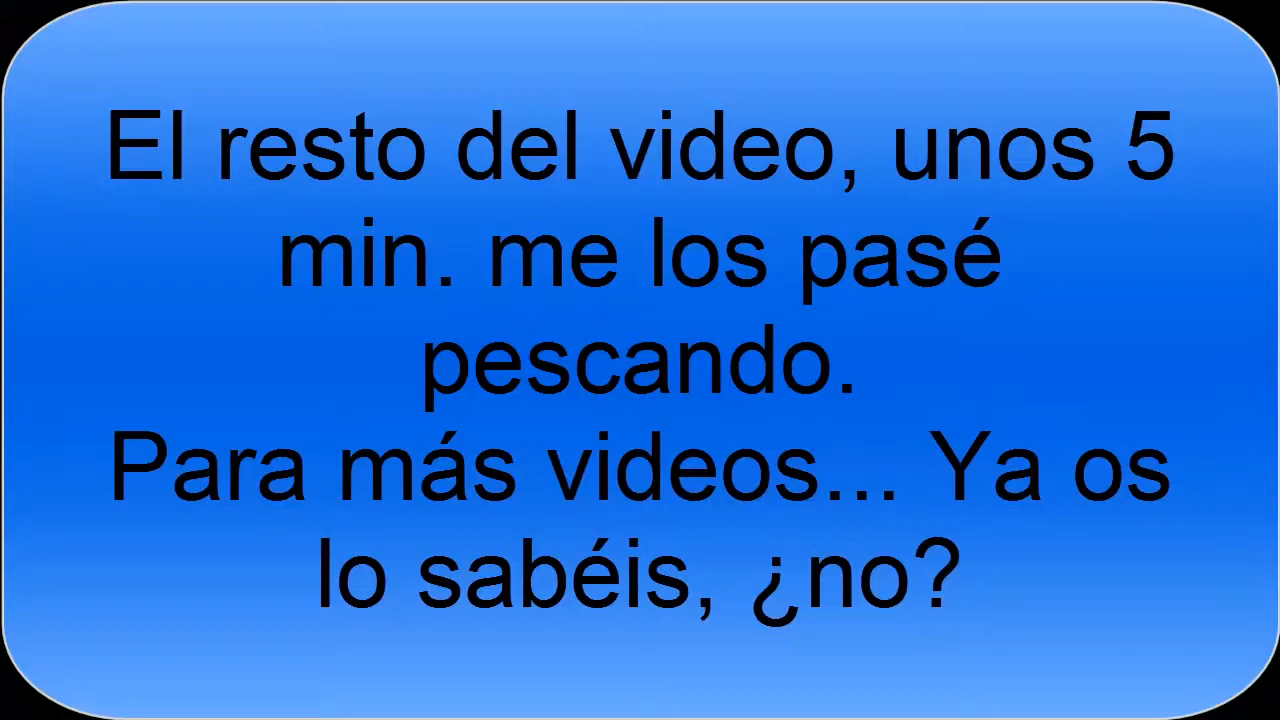 El resto del video, unos 5
min. me los pasé
pescando.
Para más videos... Ya os
lo sabéis, ¿no?